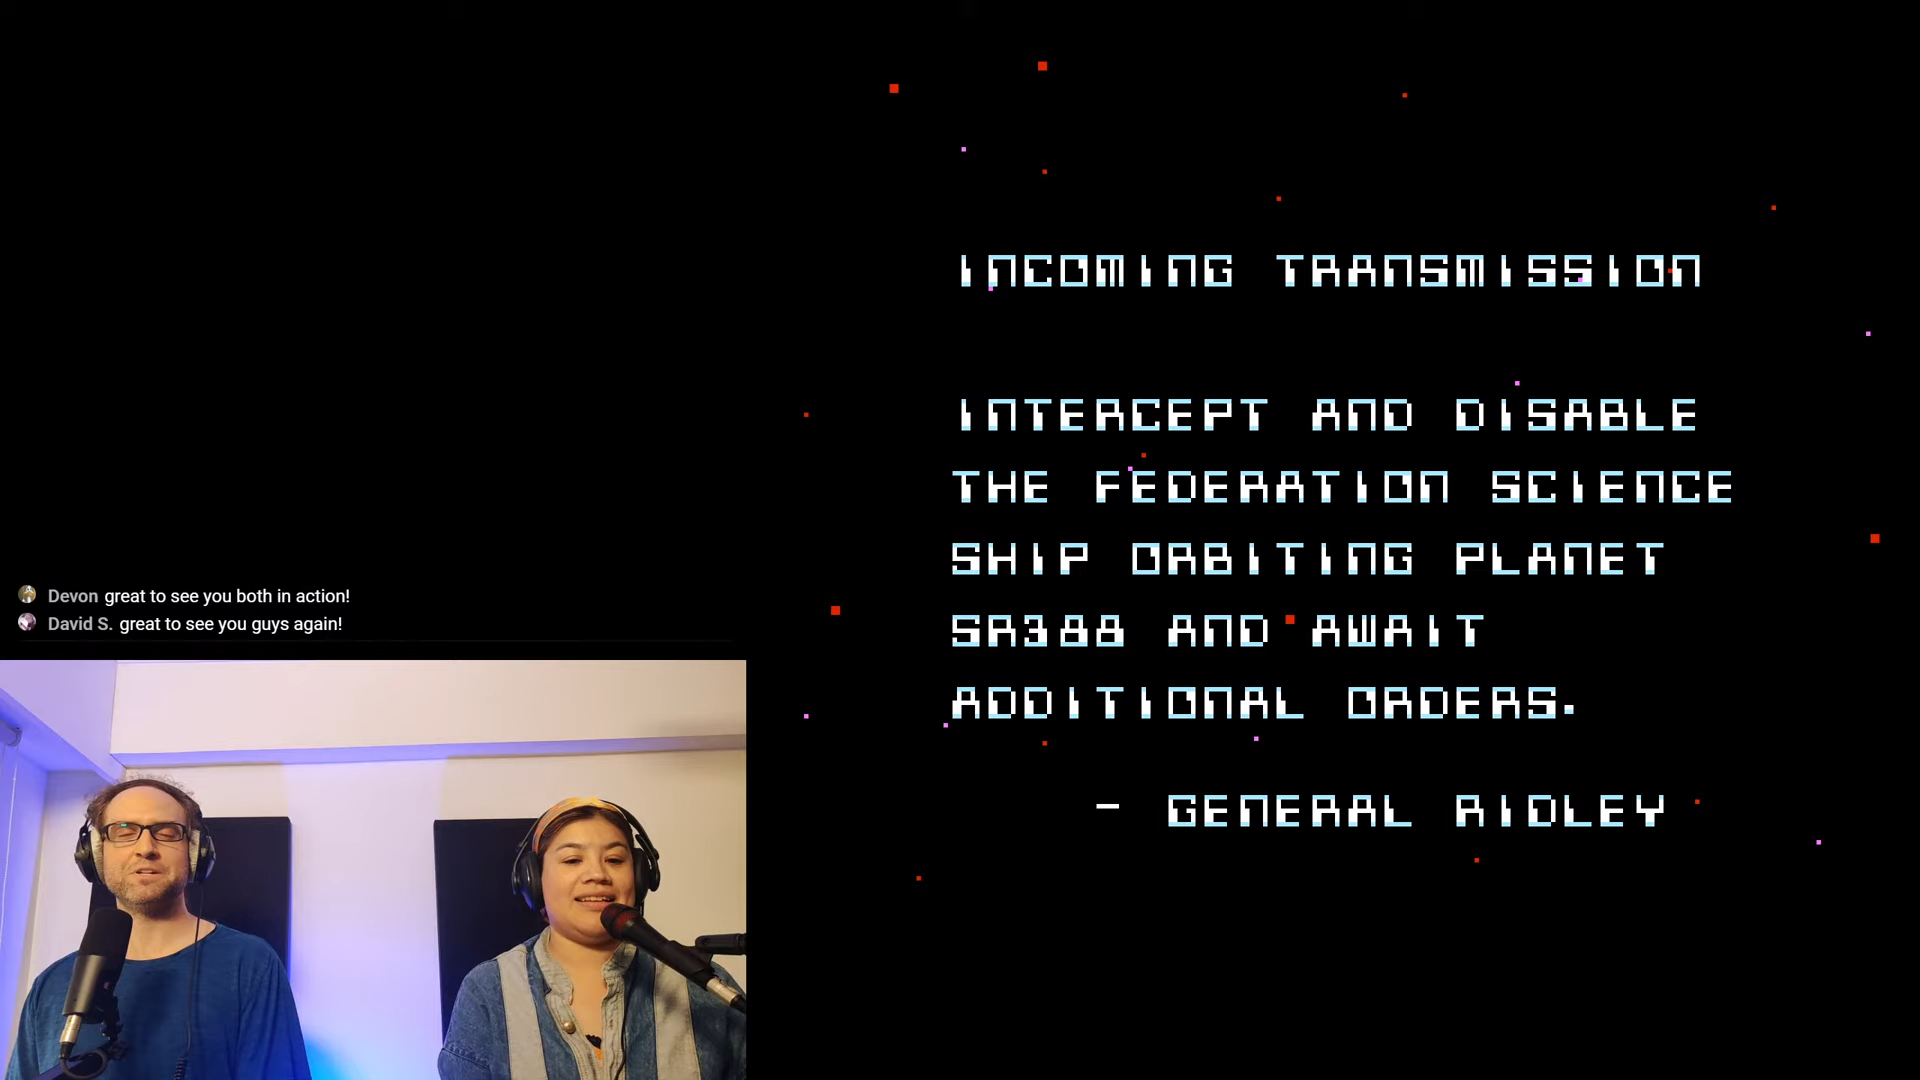 INCOMING TRANSMISSION
INTERCEPT AND DISABLE
THE FEDERATION SCIENCE
SHIP ORBITING PLANET
SR388 AND AWAIT
ADDITIONAL ORDERS.
- GENERAL RIDLEY
Devon great to see you both in action!
David S. great to see you guys again!